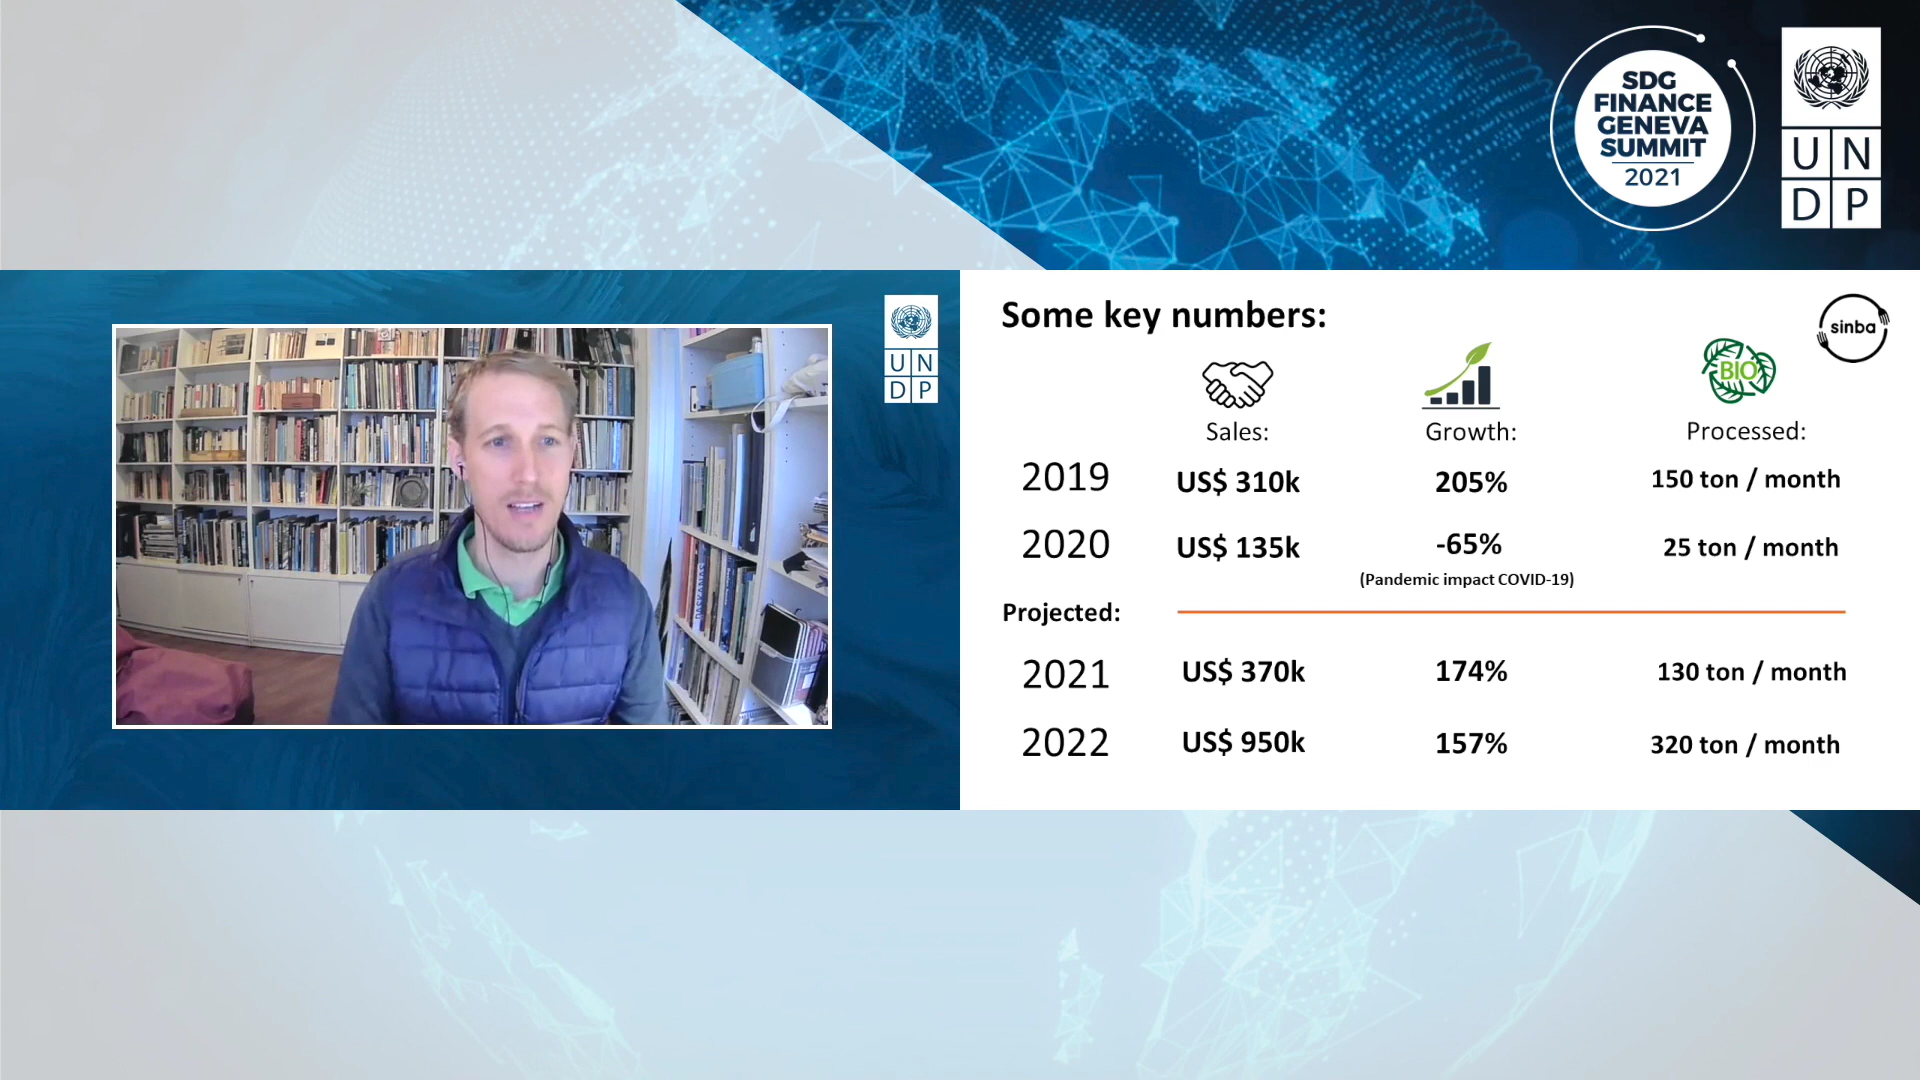 SDG
FINANCE
GENEVA
SUMMIT
2021
U N
D P
U N
D P
Some key numbers:
sinba
BIO
Sales: Growth: Processed:
2019 US$ 310k 205% 150 ton / month
2020 US$ 135k -65% 25 ton / month
(Pandemic impact COVID-19)
Projected:
2021 US$ 370k 174% 130 ton / month
2022 US$ 950k 157% 320 ton / month